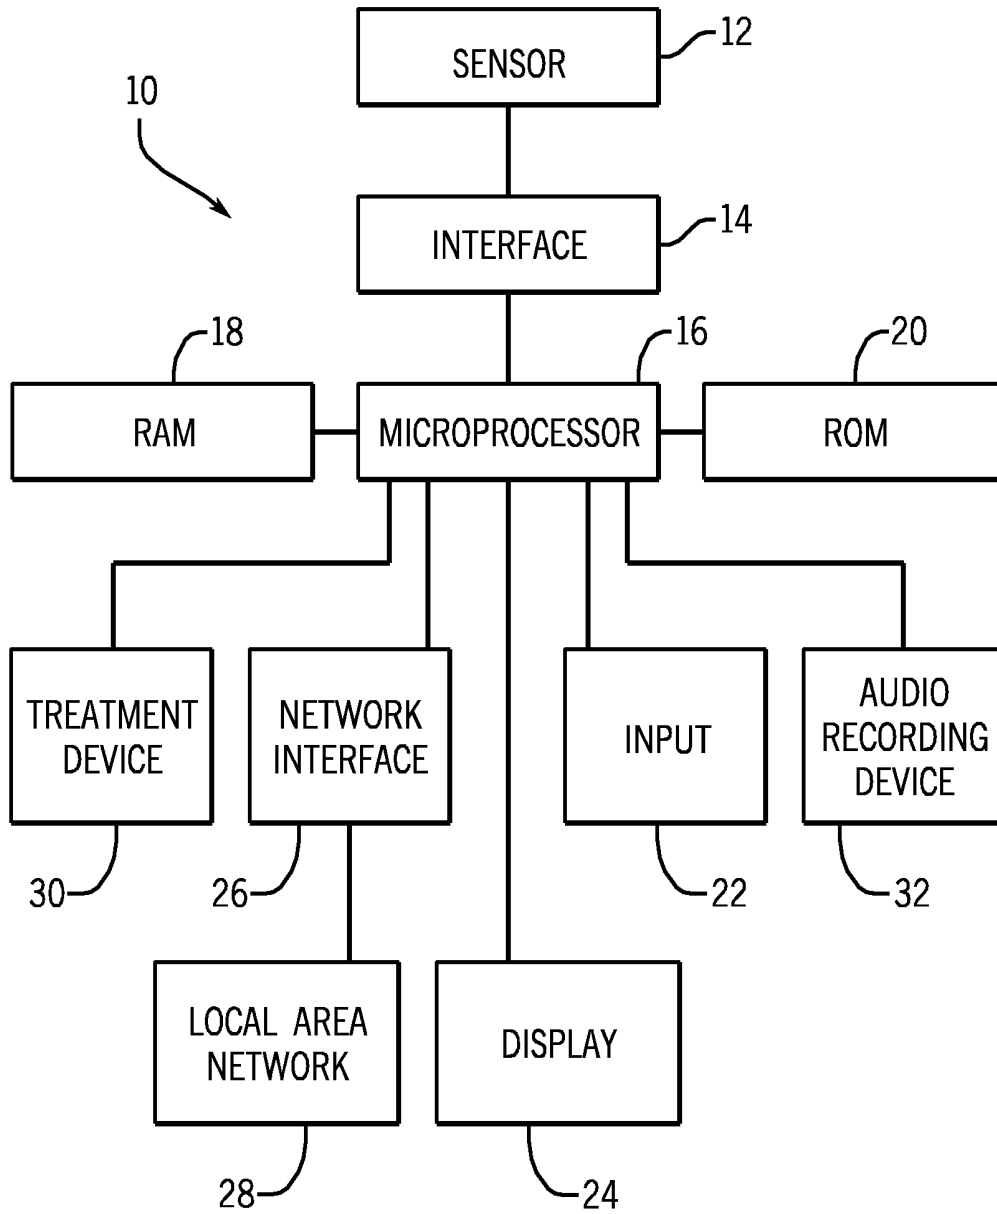 12
SENSOR
10
14
INTERFACE
18
16
20
RAM
MICROPROCESSOR
ROM
TREATMENT
DEVICE
NETWORK
INTERFACE
INPUT
AUDIO
RECORDING
DEVICE
30
26
22
32
LOCAL AREA
NETWORK
DISPLAY
28
24